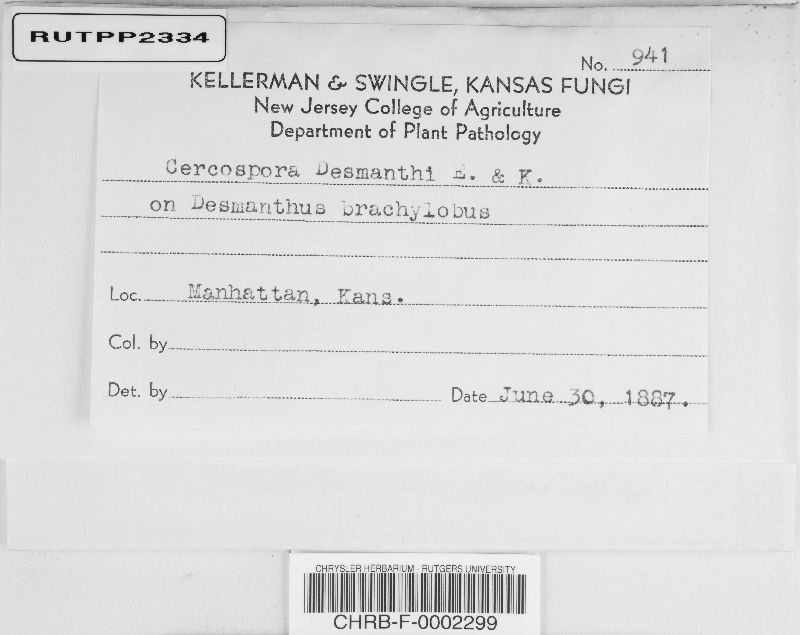 RUTPP2334
No. 941
KELLERMAN & SWINGLE, KANSAS FUNGI
New Jersey College of Agriculture
Department of Plant Pathology
Cercospora Desmanthi E. & K.
on Desmanthus brachylobus
Loc. Manhattan, Kans.
Col. by
Det. by Date June 30, 1887.
CHRYSLER HERBARIUM - RUTGERS UNIVERSITY
CHRB-F-0002299